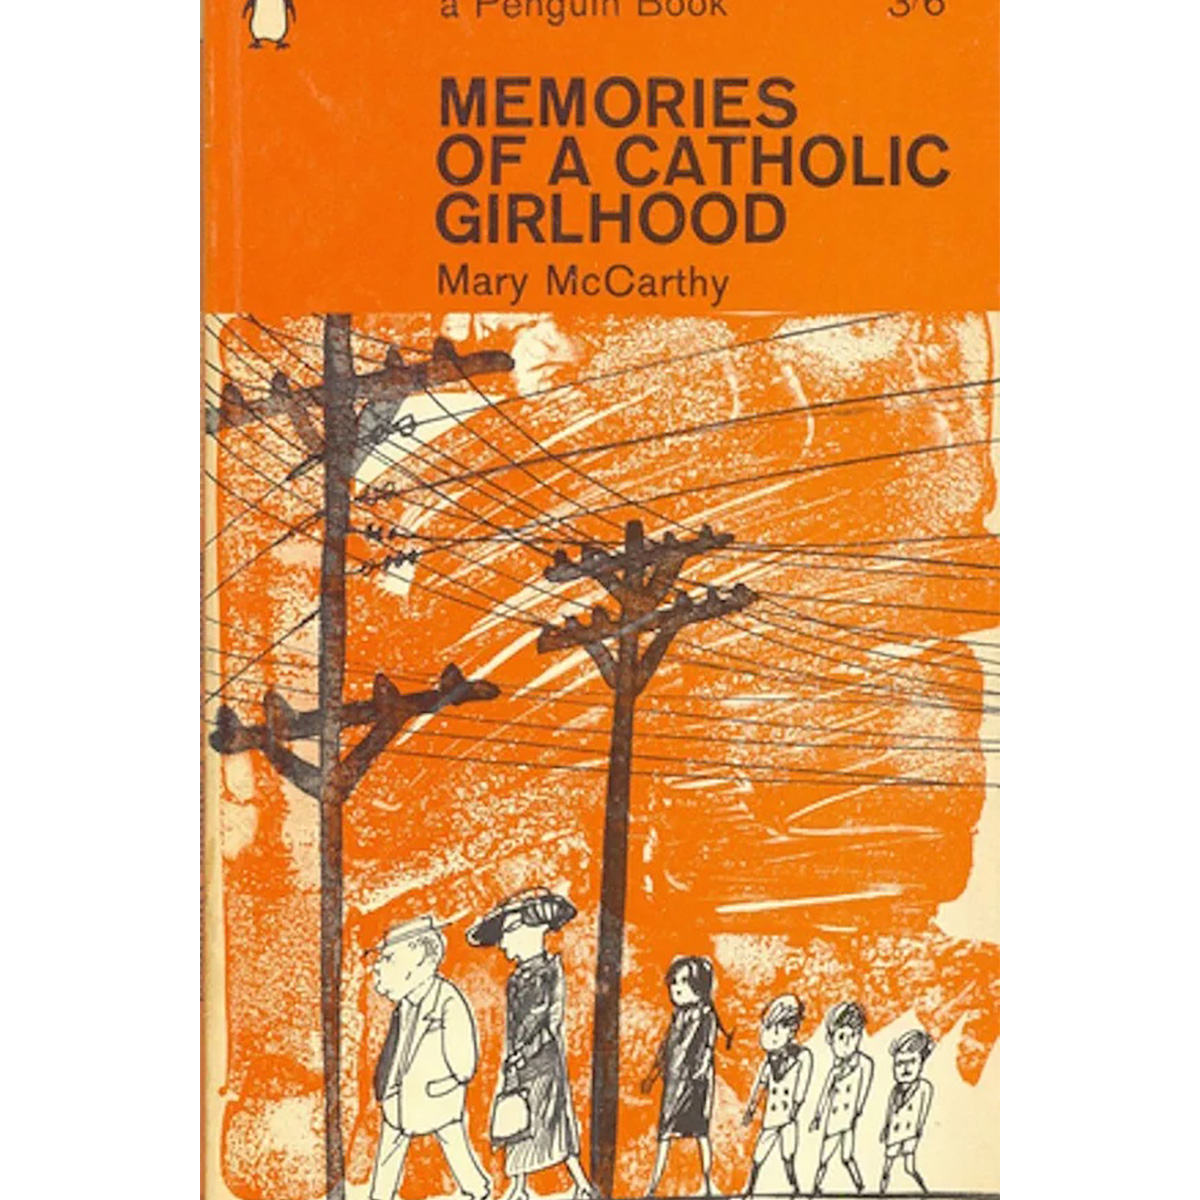 a Penguin Book 3/6
MEMORIES
OF A CATHOLIC
GIRLHOOD
Mary McCarthy